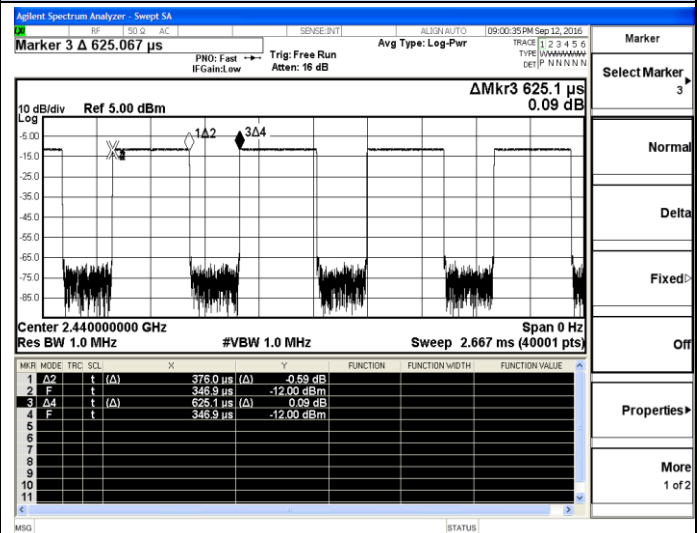 Agilent Spectrum Analyzer - Swept SA
RF 50 Ω AC SENSE:INT ALIGN AUTO 09:00:35 PM Sep 12, 2016
Marker 3 Δ 625.067 µs
PNO: Fast
IFGain:Low
Trig: Free Run
Atten: 16 dB
Avg Type: Log-Pwr
TRACE 1 2 3 4 5 6
TYPE WWWWWW
DET P N N N N N
ΔMkr3 625.1 µs
0.09 dB
10 dB/div Ref 5.00 dBm
Log
1Δ2 3Δ4
-5.00
-15.0
-25.0
-35.0
-45.0
-55.0
-65.0
-75.0
-85.0
Center 2.440000000 GHz Span 0 Hz
Res BW 1.0 MHz #VBW 1.0 MHz Sweep 2.667 ms (40001 pts)
MKR MODE TRC SCL X Y FUNCTION FUNCTION WIDTH FUNCTION VALUE
1 Δ2 t (Δ) 376.0 µs (Δ) -0.59 dB
2 F t 346.9 µs -12.00 dBm
3 Δ4 t (Δ) 625.1 µs (Δ) 0.09 dB
4 F t 346.9 µs -12.00 dBm
5
6
7
8
9
10
11
MSG STATUS
Marker
Select Marker
3
Normal
Delta
Fixed
Off
Properties
More
1 of 2